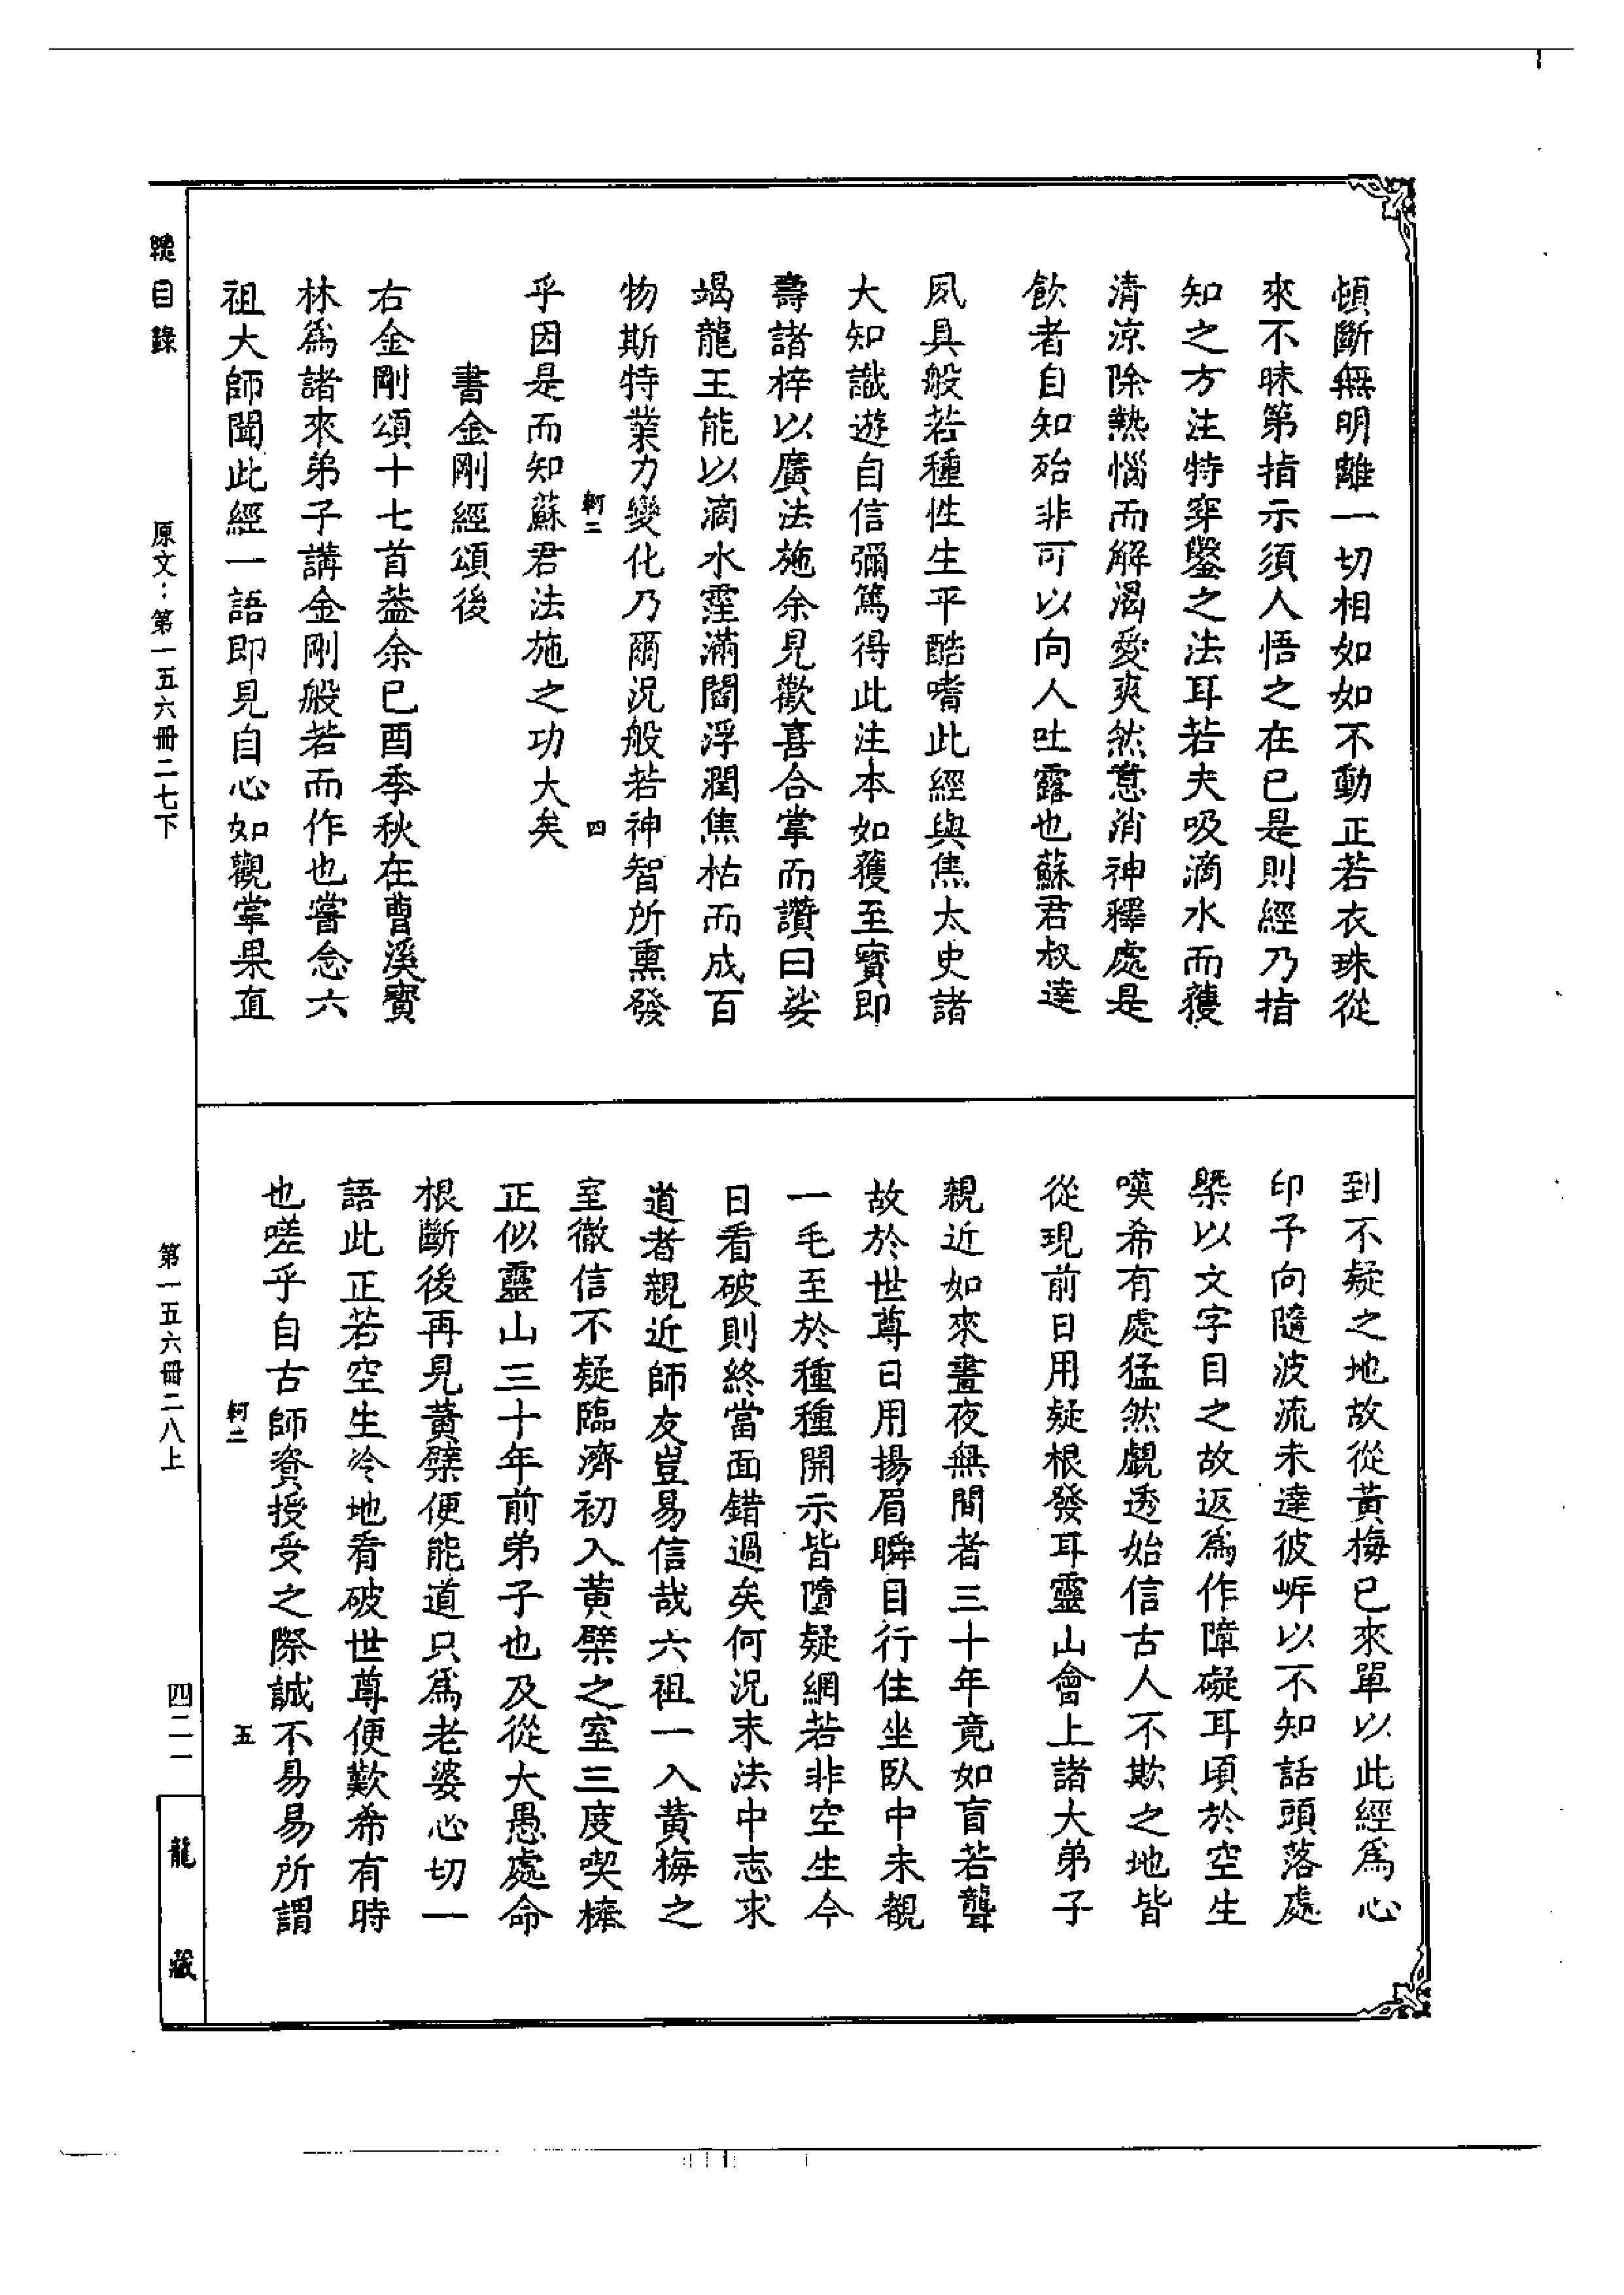 頓斷無明離一切相如如不動正若衣珠從
來不昧第指示須人悟之在已是則經乃指
知之方注特穿鑿之法耳若夫吸滴水而獲
清涼除熱惱而解渴愛爽然意消神釋處是
飲者自知殆非可以向人吐露也蘇君叔達
夙具般若種性生平酷嗜此經與焦太史諸
大知識遊自信彌篤得此注本如獲至寶即
壽諸梓以廣法施余見歡喜合掌而讚曰娑
竭龍王能以滴水霔滿閻浮潤焦枯而成百
物斯特業力變化乃爾況般若神智所熏發
軻二
四
乎因是而知蘇君法施之功大矣
書金剛經頌後
右金剛頌十七首葢余已酉季秋在曹溪寶
林爲諸來弟子講金剛般若而作也嘗念六
祖大師聞此經一語即見自心如觀掌果直
到不疑之地故從黃梅已來單以此經爲心
印予向隨波流未達彼岸以不知話頭落處
槩以文字目之故返爲作障礙耳頃於空生
嘆希有處猛然覷透始信古人不欺之地皆
從現前日用疑根發耳靈山會上諸大弟子
親近如來晝夜無間者三十年竟如盲若聾
故於世尊日用揚眉瞬目行住坐臥中未覩
一毛至於種種開示皆墮疑網若非空生今
日看破則終當面錯過矣何況末法中志求
道者親近師友豈易信哉六祖一入黃梅之
室徹信不疑臨濟初入黃檗之室三度喫棒
正似靈山三十年前弟子也及從大愚處命
根斷後再見黃檗便能道只爲老婆心切一
語此正若空生冷地看破世尊便歎希有時
也嗟乎自古師資授受之際誠不易易所謂
軻二
五
總目錄
原文：第一五六冊二七下
第一五六冊二八上
四二一
龍藏